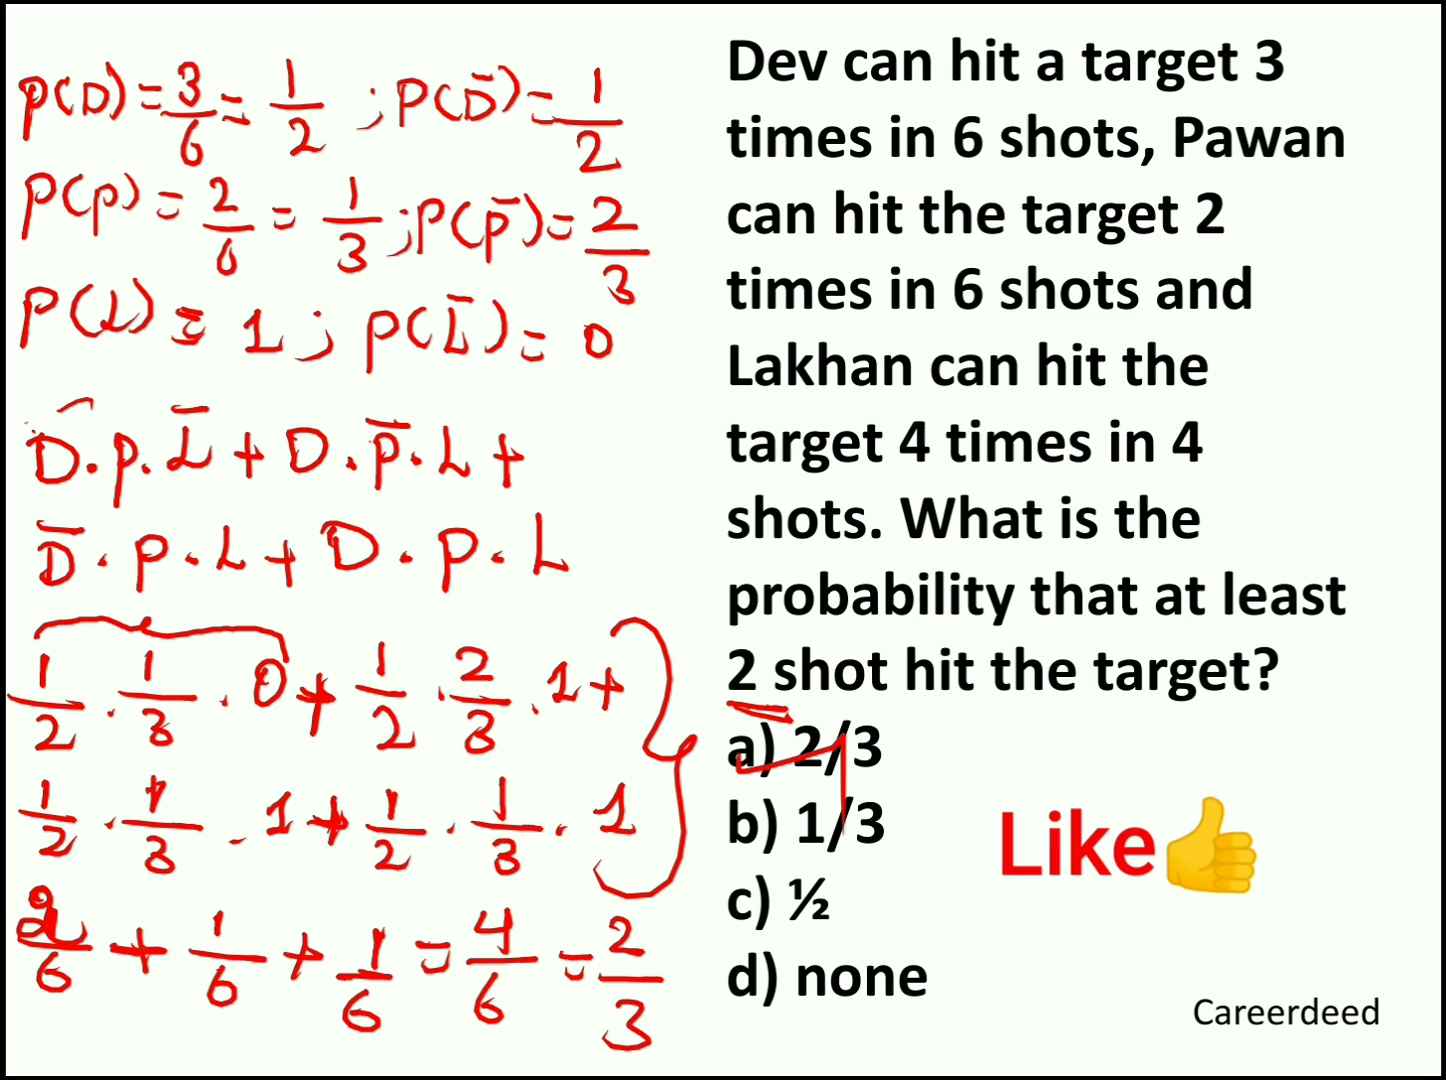 P(D) = 3/6 = 1/2 ; P(D̄) = 1/2
P(P) = 2/6 = 1/3 ; P(P̄) = 2/3
P(L) = 1 ; P(L̄) = 0
D.P.L̄ + D.P̄.L +
D̄.P.L + D.P.L
1/2 . 1/3 . 0 + 1/2 . 2/3 . 1 +
1/2 . 1/3 . 1 + 1/2 . 1/3 . 1
2/6 + 1/6 + 1/6 = 4/6 = 2/3
Dev can hit a target 3
times in 6 shots, Pawan
can hit the target 2
times in 6 shots and
Lakhan can hit the
target 4 times in 4
shots. What is the
probability that at least
2 shot hit the target?
a) 2/3
b) 1/3
c) ½
d) none
Like👍
Careerdeed